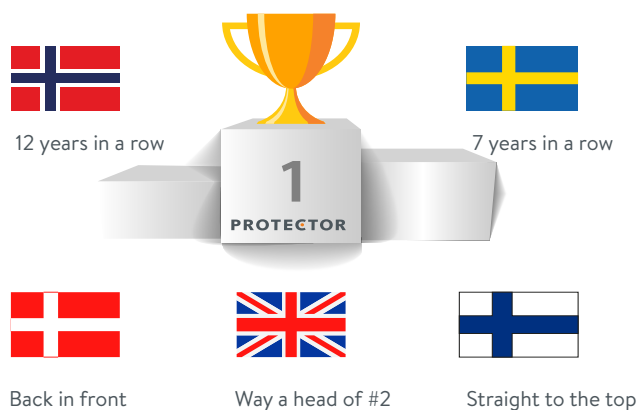 12 years in a row
7 years in a row
1
PROTECTOR
Back in front
Way a head of #2
Straight to the top